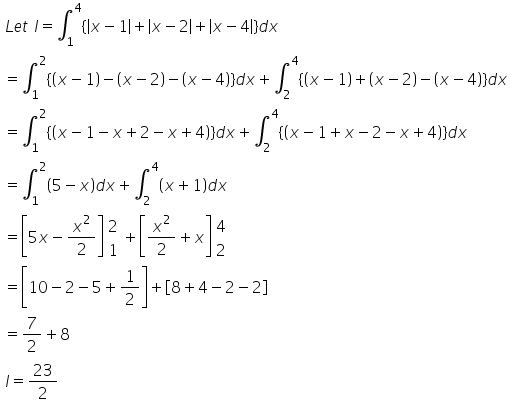 Let I = ∫₁⁴{|x − 1| + |x − 2| + |x − 4|}dx
= ∫₁²{(x − 1) − (x − 2) − (x − 4)}dx + ∫₂⁴{(x − 1) + (x − 2) − (x − 4)}dx
= ∫₁²{(x − 1 − x + 2 − x + 4)}dx + ∫₂⁴{(x − 1 + x − 2 − x + 4)}dx
= ∫₁²(5 − x)dx + ∫₂⁴(x + 1)dx
= [5x − x²/2]₁² + [x²/2 + x]₂⁴
= [10 − 2 − 5 + 1/2] + [8 + 4 − 2 − 2]
= 7/2 + 8
I = 23/2